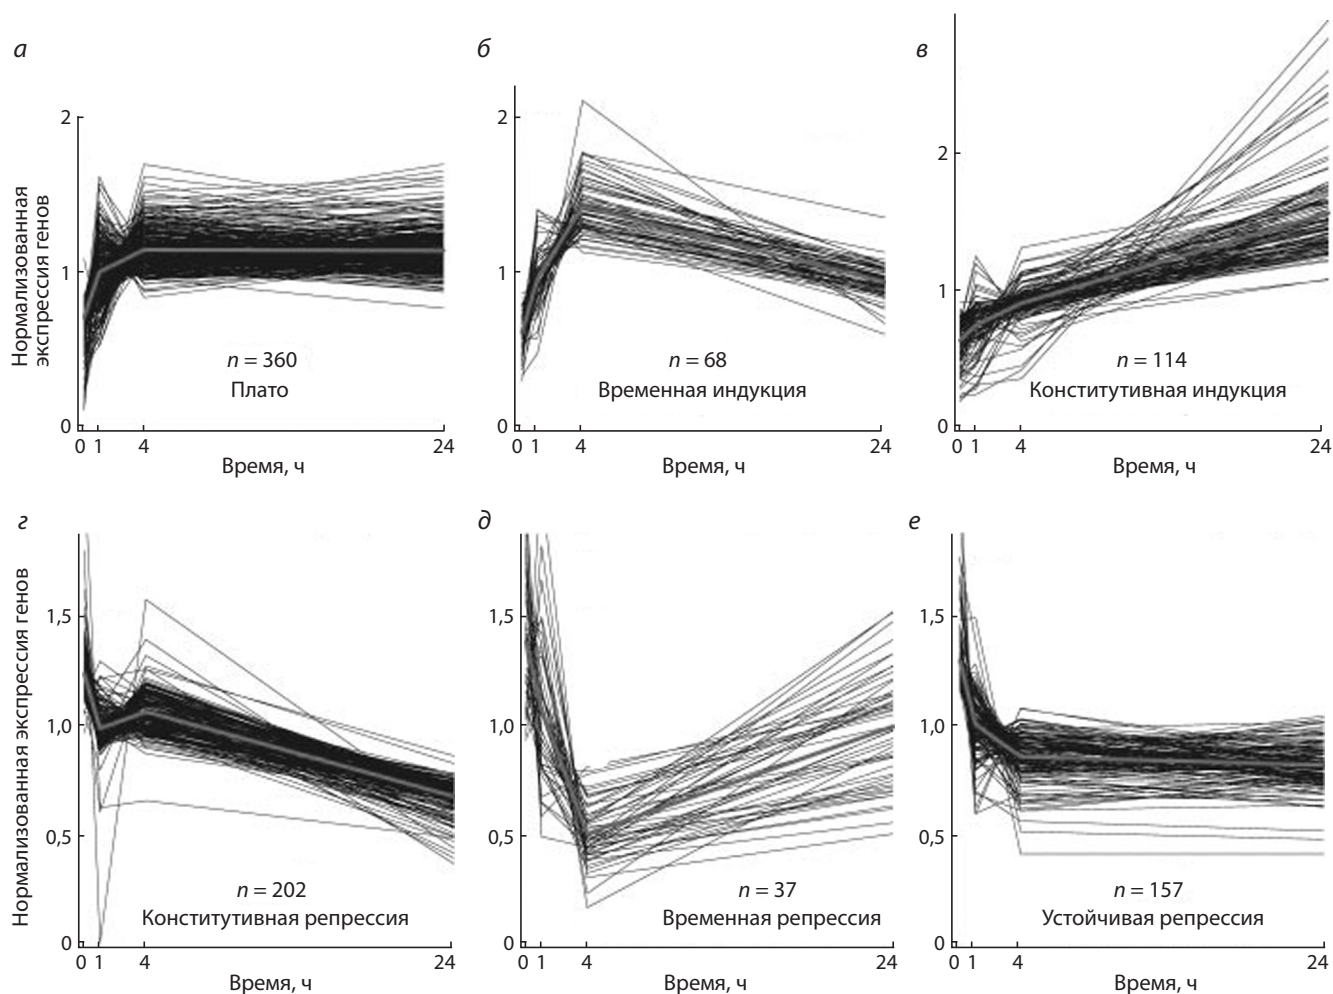 а
б
в
Нормализованная
экспрессия генов
2
1
0
n = 360
Плато
0 1 4 24
Время, ч
2
1
0
n = 68
Временная индукция
0 1 4 24
Время, ч
2
1
0
n = 114
Конститутивная индукция
0 1 4 24
Время, ч
г
д
е
Нормализованная экспрессия генов
1,5
1,0
0,5
0
n = 202
Конститутивная репрессия
0 1 4 24
Время, ч
1,5
1,0
0,5
0
n = 37
Временная репрессия
0 1 4 24
Время, ч
1,5
1,0
0,5
0
n = 157
Устойчивая репрессия
0 1 4 24
Время, ч